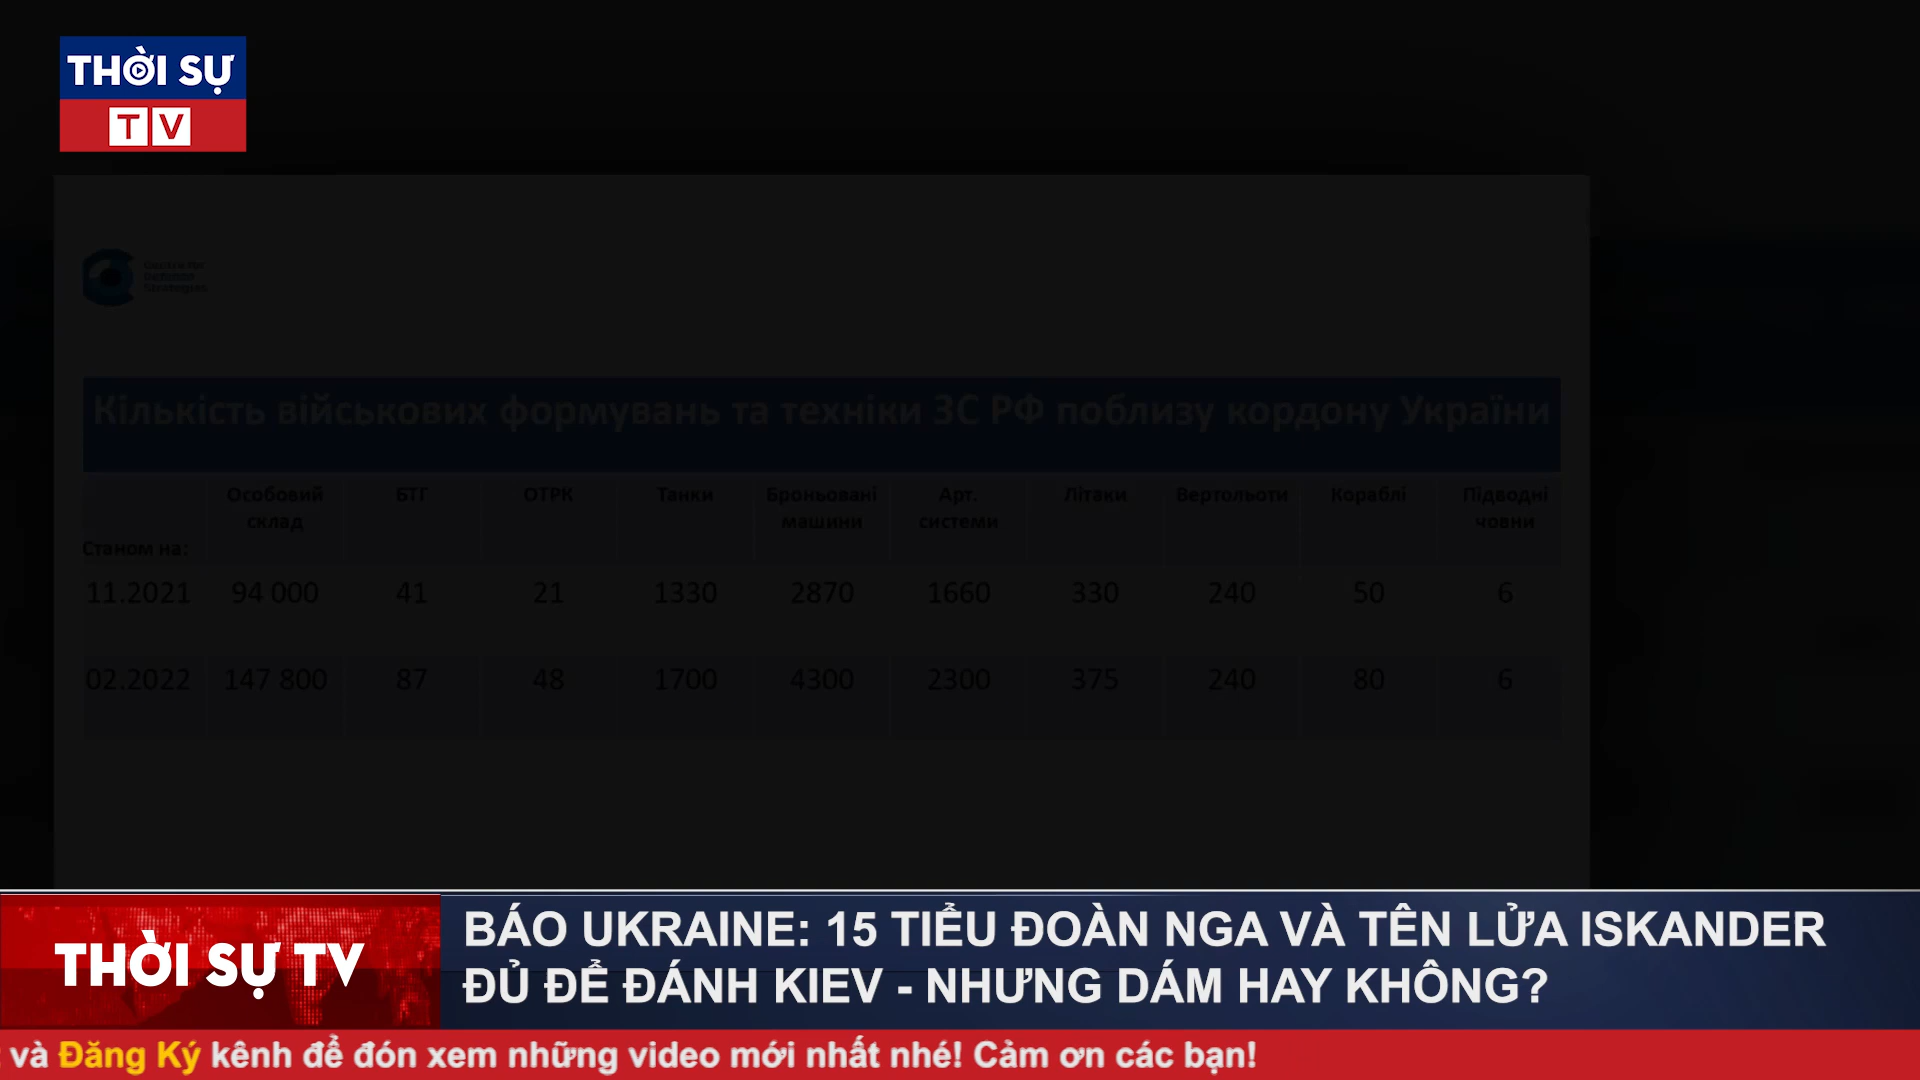 THỜI SỰ
TV
Centre for
Defence
Strategies
Кількість військових формувань та техніки ЗС РФ поблизу кордону України
Станом на:
Особовий
склад
БТГ
ОТРК
Танки
Броньовані
машини
Арт.
системи
Літаки
Вертольоти
Кораблі
Підводні
човни
11.2021 94 000 41 21 1330 2870 1660 330 240 50 6
02.2022 147 800 87 48 1700 4300 2300 375 240 80 6
THỜI SỰ TV
BÁO UKRAINE: 15 TIỂU ĐOÀN NGA VÀ TÊN LỬA ISKANDER
ĐỦ ĐỂ ĐÁNH KIEV - NHƯNG DÁM HAY KHÔNG?
và Đăng Ký kênh để đón xem những video mới nhất nhé! Cảm ơn các bạn!